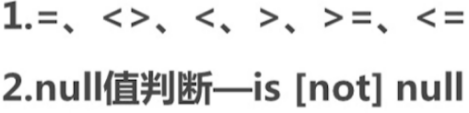 1.=、<>、<、>、>=、<=
2.null值判断—is [not] null